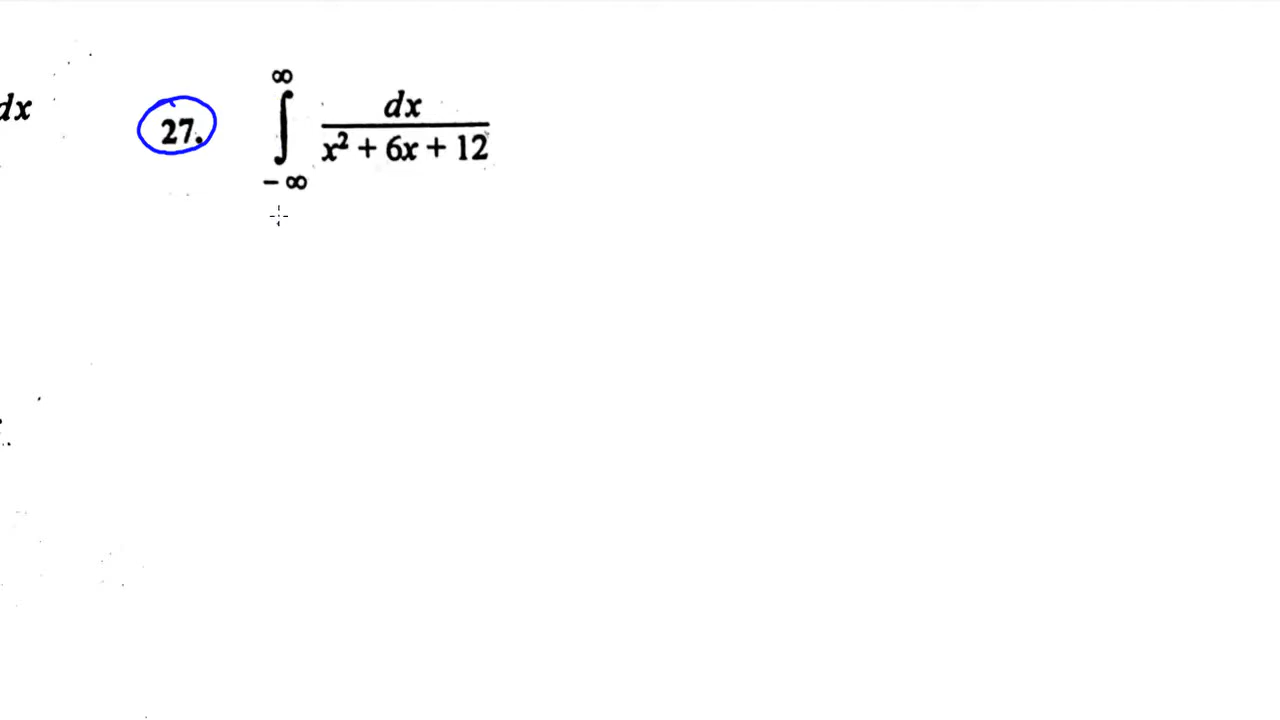 dx
27. ∫_{-∞}^{∞} dx / (x² + 6x + 12)